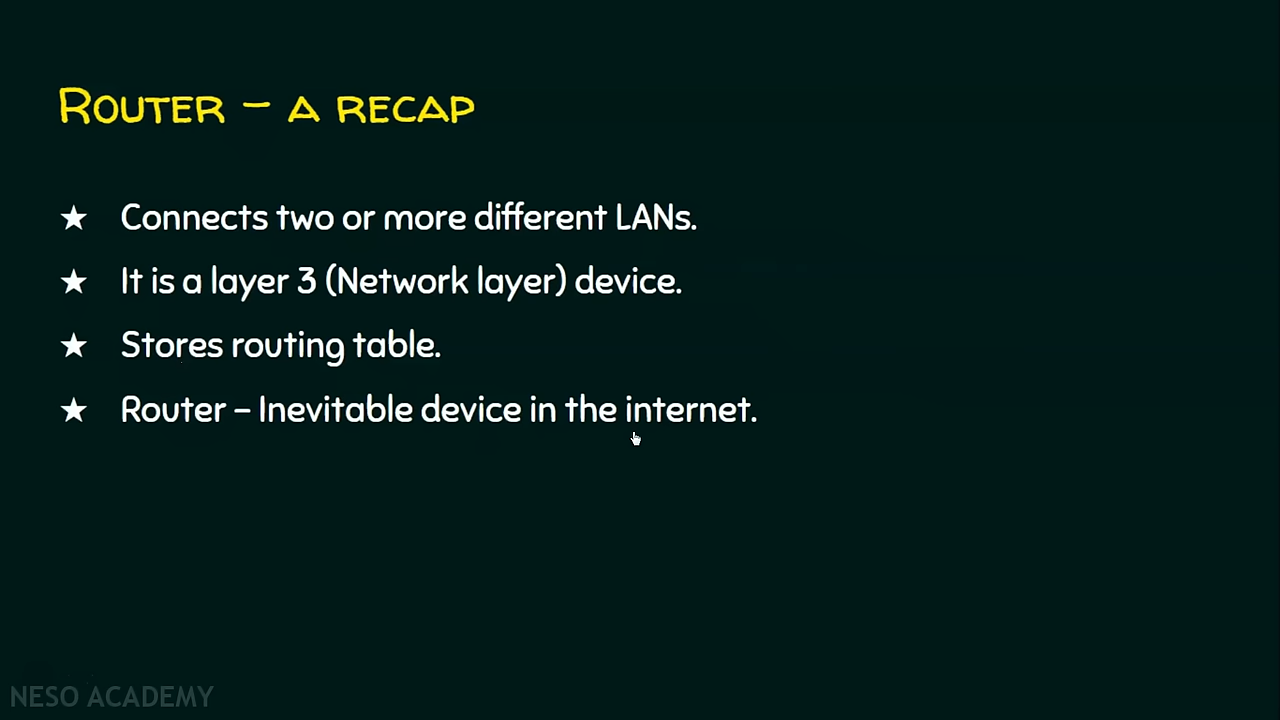 Router – a recap
★ Connects two or more different LANs.
★ It is a layer 3 (Network layer) device.
★ Stores routing table.
★ Router – Inevitable device in the internet.
NESO ACADEMY